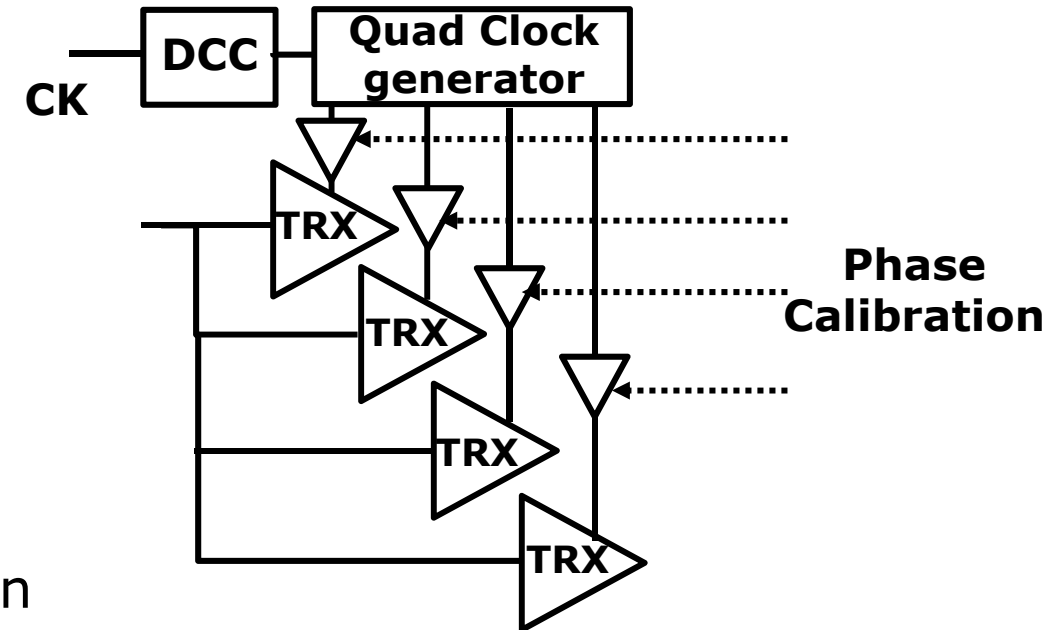 DCC
Quad Clock
generator
CK
TRX
TRX
Phase
Calibration
TRX
TRX
n